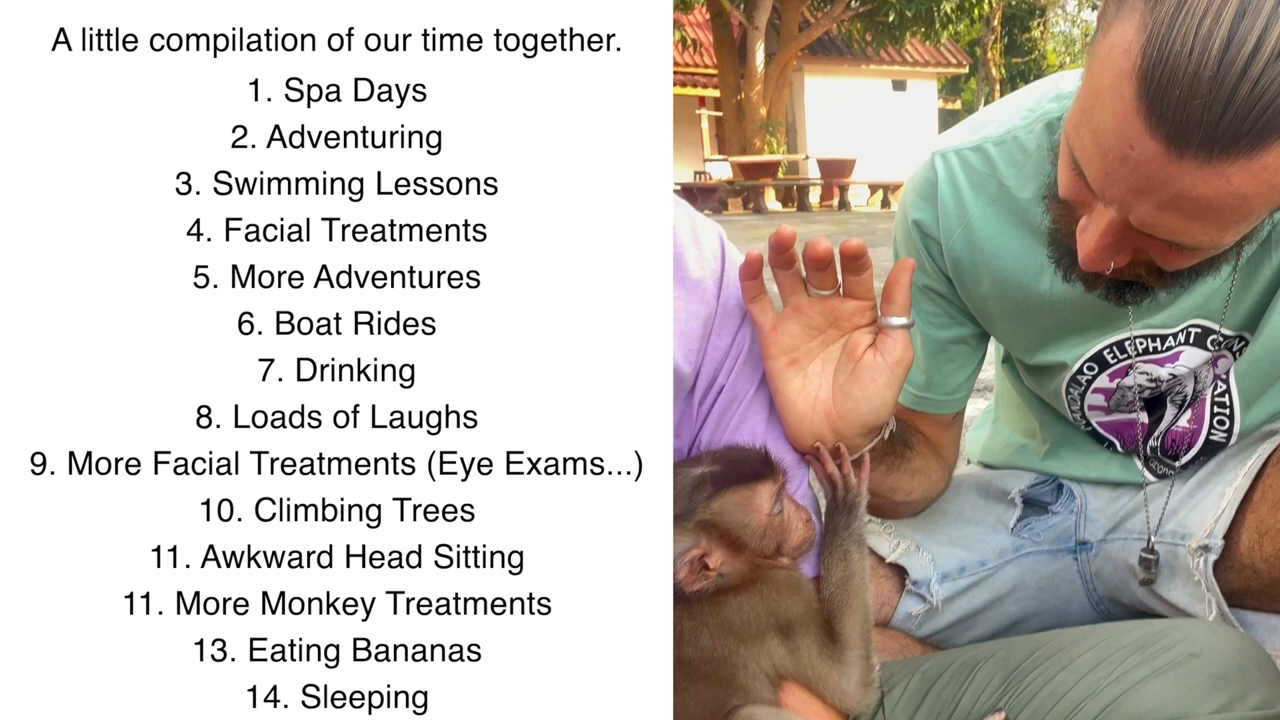 A little compilation of our time together.
1. Spa Days
2. Adventuring
3. Swimming Lessons
4. Facial Treatments
5. More Adventures
6. Boat Rides
7. Drinking
8. Loads of Laughs
9. More Facial Treatments (Eye Exams...)
10. Climbing Trees
11. Awkward Head Sitting
11. More Monkey Treatments
13. Eating Bananas
14. Sleeping
ELEPHANT